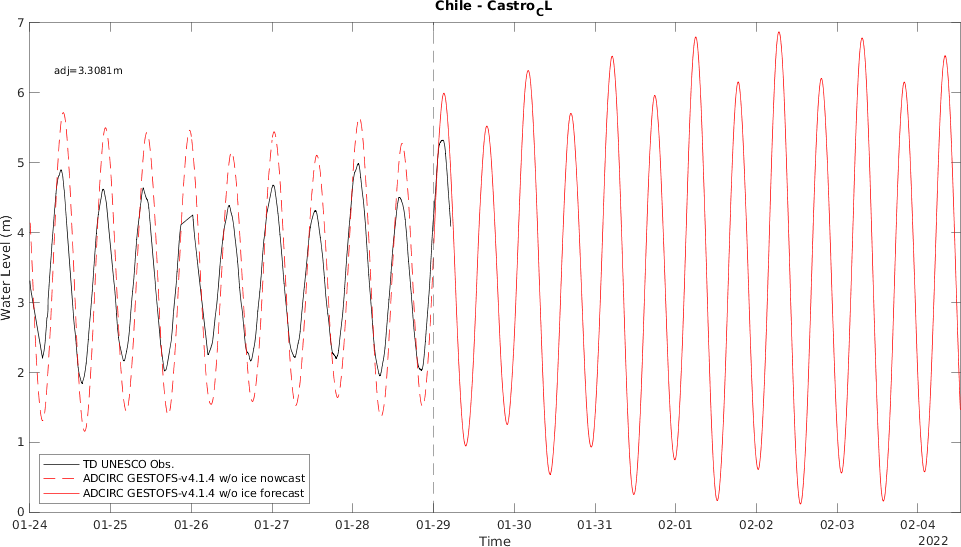 Chile - CastroCL
7
adj=3.3081m
6
5
4
3
2
1
0
Water Level (m)
TD UNESCO Obs.
ADCIRC GESTOFS-v4.1.4 w/o ice nowcast
ADCIRC GESTOFS-v4.1.4 w/o ice forecast
01-24 01-25 01-26 01-27 01-28 01-29 01-30 01-31 02-01 02-02 02-03 02-04
Time
2022